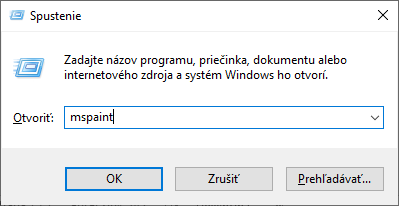 Spustenie
Zadajte názov programu, priečinka, dokumentu alebo
internetového zdroja a systém Windows ho otvorí.
Otvoriť: mspaint
OK Zrušiť Prehľadávať...